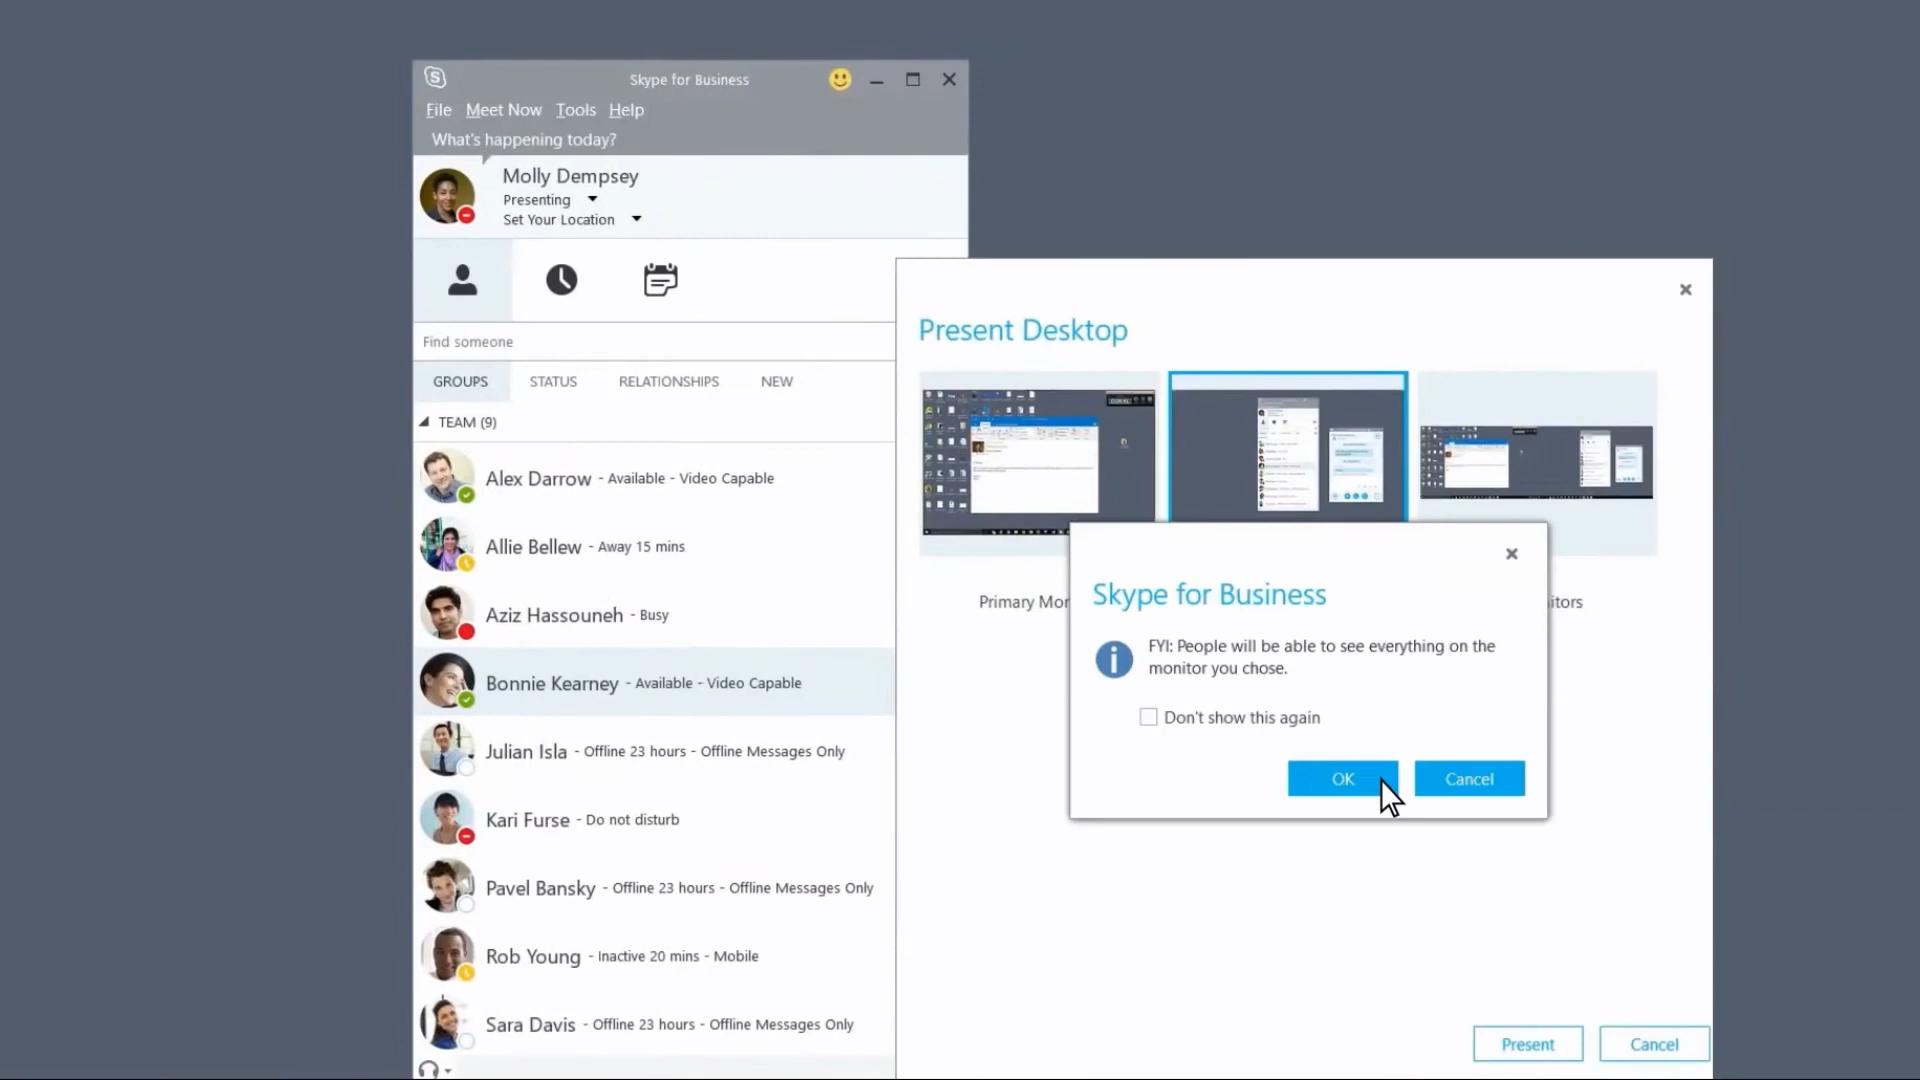 Skype for Business
File Meet Now Tools Help
What's happening today?
Molly Dempsey
Presenting
Set Your Location
Find someone
GROUPS STATUS RELATIONSHIPS NEW
TEAM (9)
Alex Darrow - Available - Video Capable
Allie Bellew - Away 15 mins
Aziz Hassouneh - Busy
Bonnie Kearney - Available - Video Capable
Julian Isla - Offline 23 hours - Offline Messages Only
Kari Furse - Do not disturb
Pavel Bansky - Offline 23 hours - Offline Messages Only
Rob Young - Inactive 20 mins - Mobile
Sara Davis - Offline 23 hours - Offline Messages Only
Present Desktop
Primary Mor
itors
Skype for Business
FYI: People will be able to see everything on the
monitor you chose.
Don't show this again
OK Cancel
Present Cancel